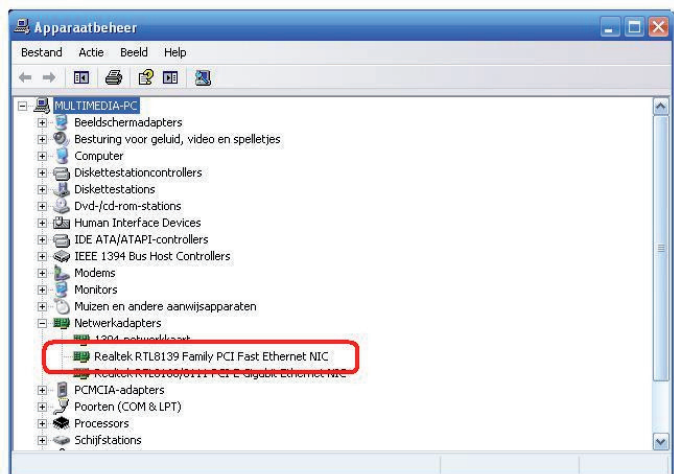 Apparaatbeheer
Bestand Actie Beeld Help
MULTIMEDIA-PC
Beeldschermadapters
Besturing voor geluid, video en spelletjes
Computer
Diskettestationcontrollers
Diskettestations
Dvd-/cd-rom-stations
Human Interface Devices
IDE ATA/ATAPI-controllers
IEEE 1394 Bus Host Controllers
Modems
Monitors
Muizen en andere aanwijsapparaten
Netwerkadapters
1394-netwerkkaart
Realtek RTL8139 Family PCI Fast Ethernet NIC
Realtek RTL8168/8111 PCI-E Gigabit Ethernet NIC
PCMCIA-adapters
Poorten (COM & LPT)
Processors
Schijfstations